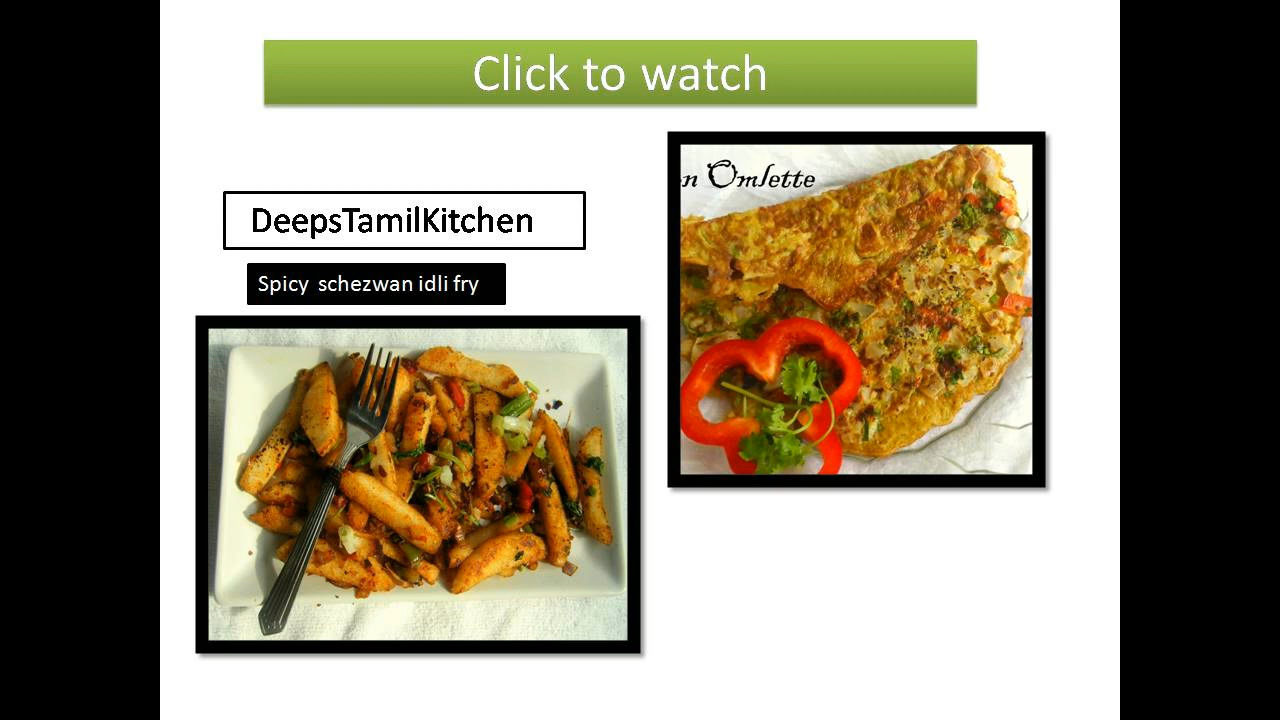 Click to watch
DeepsTamilKitchen
Spicy schezwan idli fry
n Omlette